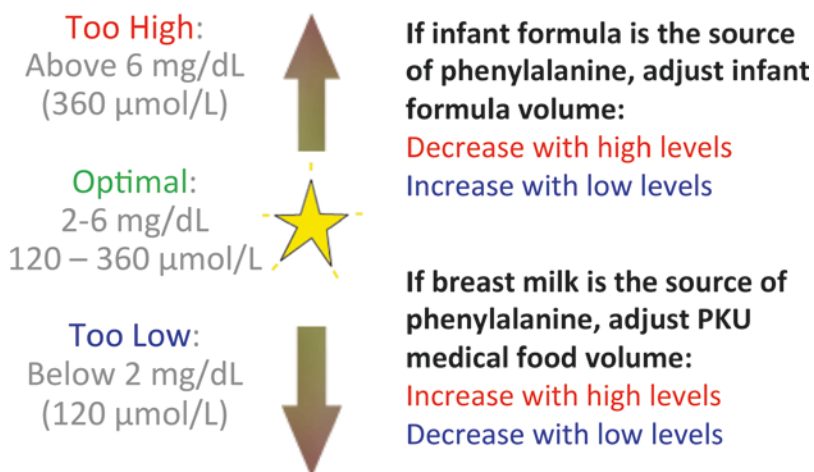 Too High:
Above 6 mg/dL
(360 μmol/L)
Optimal:
2-6 mg/dL
120 – 360 μmol/L
Too Low:
Below 2 mg/dL
(120 μmol/L)
If infant formula is the source
of phenylalanine, adjust infant
formula volume:
Decrease with high levels
Increase with low levels
If breast milk is the source of
phenylalanine, adjust PKU
medical food volume:
Increase with high levels
Decrease with low levels